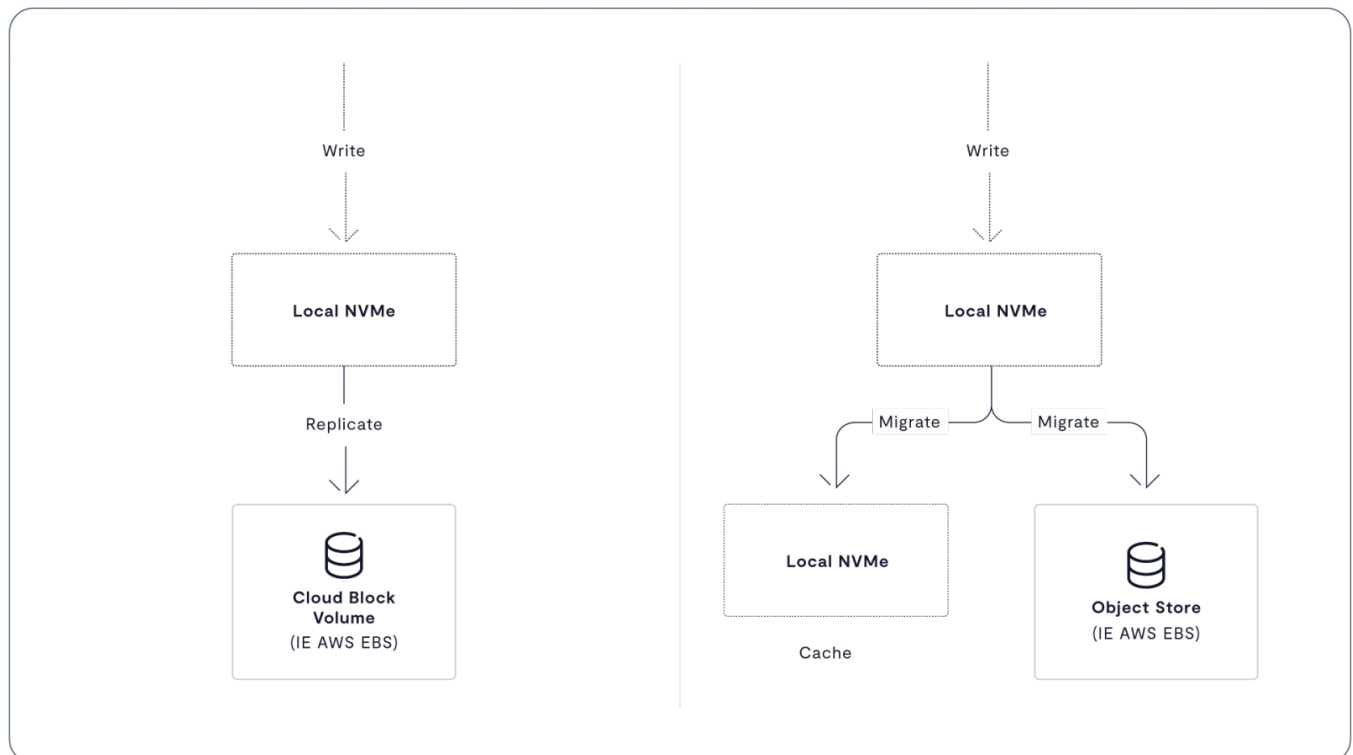 Write
Local NVMe
Replicate
Cloud Block
Volume
(IE AWS EBS)
Write
Local NVMe
Migrate
Migrate
Local NVMe
Cache
Object Store
(IE AWS EBS)